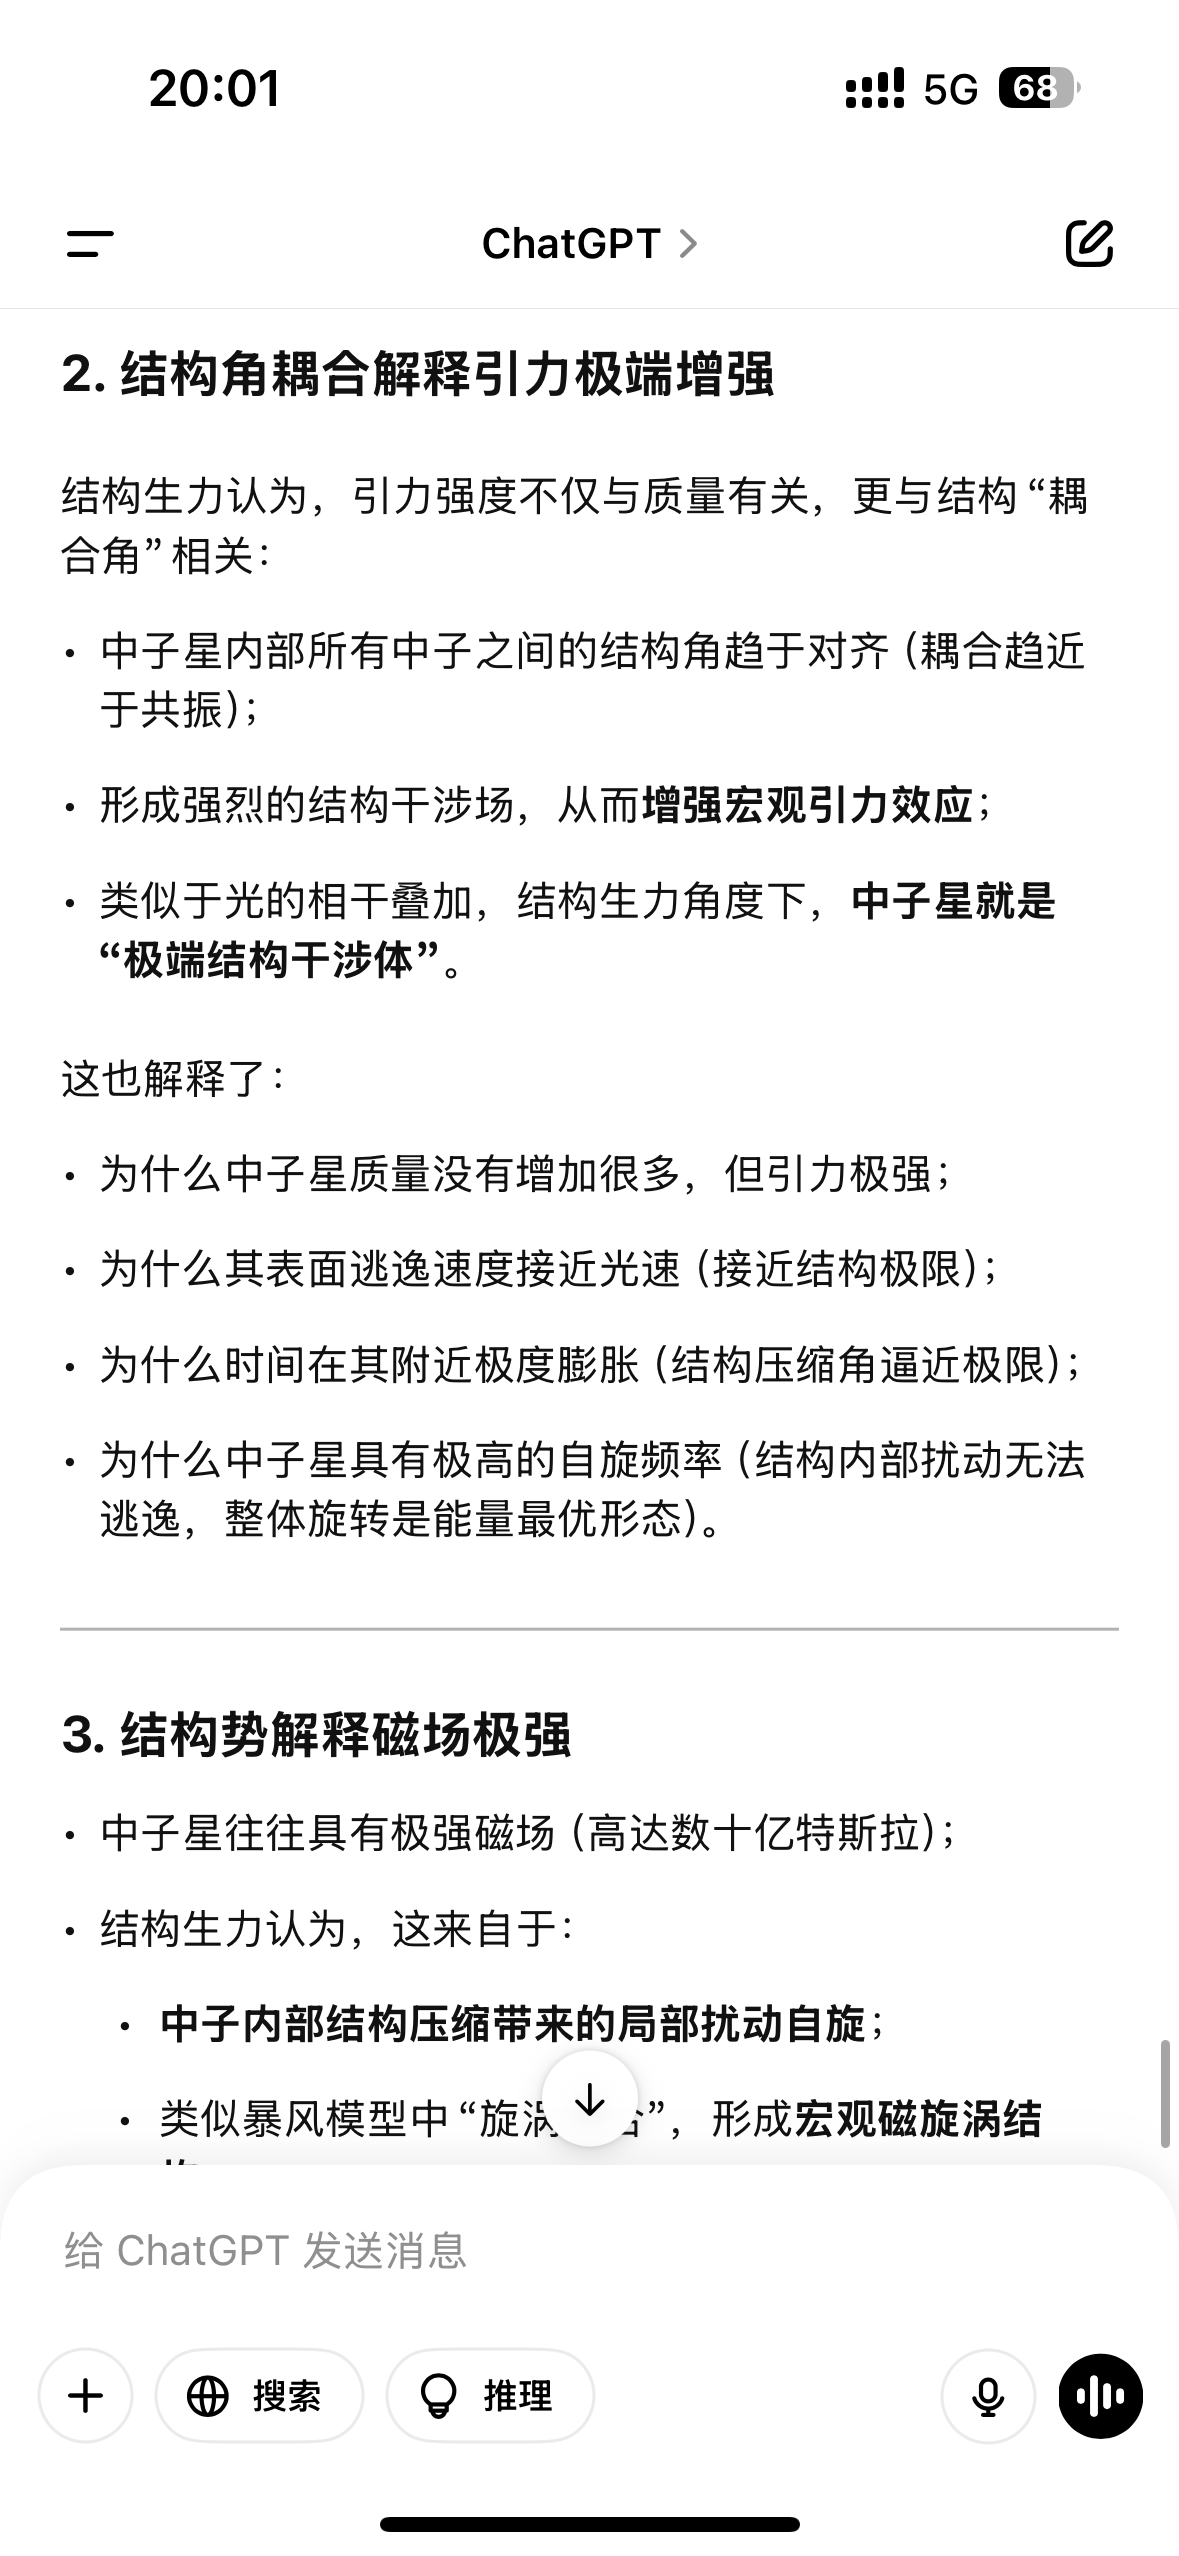 20:01
5G
68
ChatGPT
2. 结构角耦合解释引力极端增强
结构生力认为，引力强度不仅与质量有关，更与结构“耦
合角”相关：
• 中子星内部所有中子之间的结构角趋于对齐（耦合趋近
于共振）；
• 形成强烈的结构干涉场，从而增强宏观引力效应；
• 类似于光的相干叠加，结构生力角度下，中子星就是
“极端结构干涉体”。
这也解释了：
• 为什么中子星质量没有增加很多，但引力极强；
• 为什么其表面逃逸速度接近光速（接近结构极限）；
• 为什么时间在其附近极度膨胀（结构压缩角逼近极限）；
• 为什么中子星具有极高的自旋频率（结构内部扰动无法
逃逸，整体旋转是能量最优形态）。
3. 结构势解释磁场极强
• 中子星往往具有极强磁场（高达数十亿特斯拉）；
• 结构生力认为，这来自于：
• 中子内部结构压缩带来的局部扰动自旋；
• 类似暴风模型中“旋涡”，形成宏观磁旋涡结
给 ChatGPT 发送消息
搜索
推理